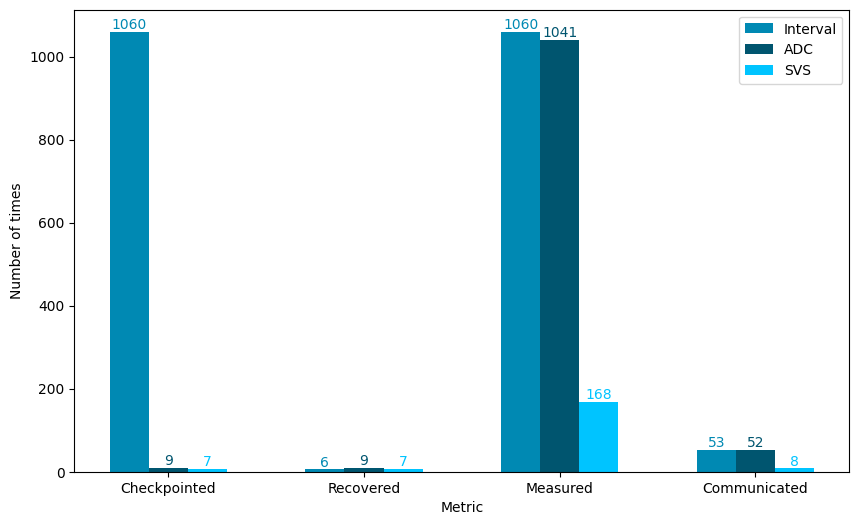 1060
1060
1041
Interval
ADC
SVS
1000
800
600
400
200
0
Number of times
9
7
6
9
7
168
53
52
8
Checkpointed
Recovered
Measured
Communicated
Metric